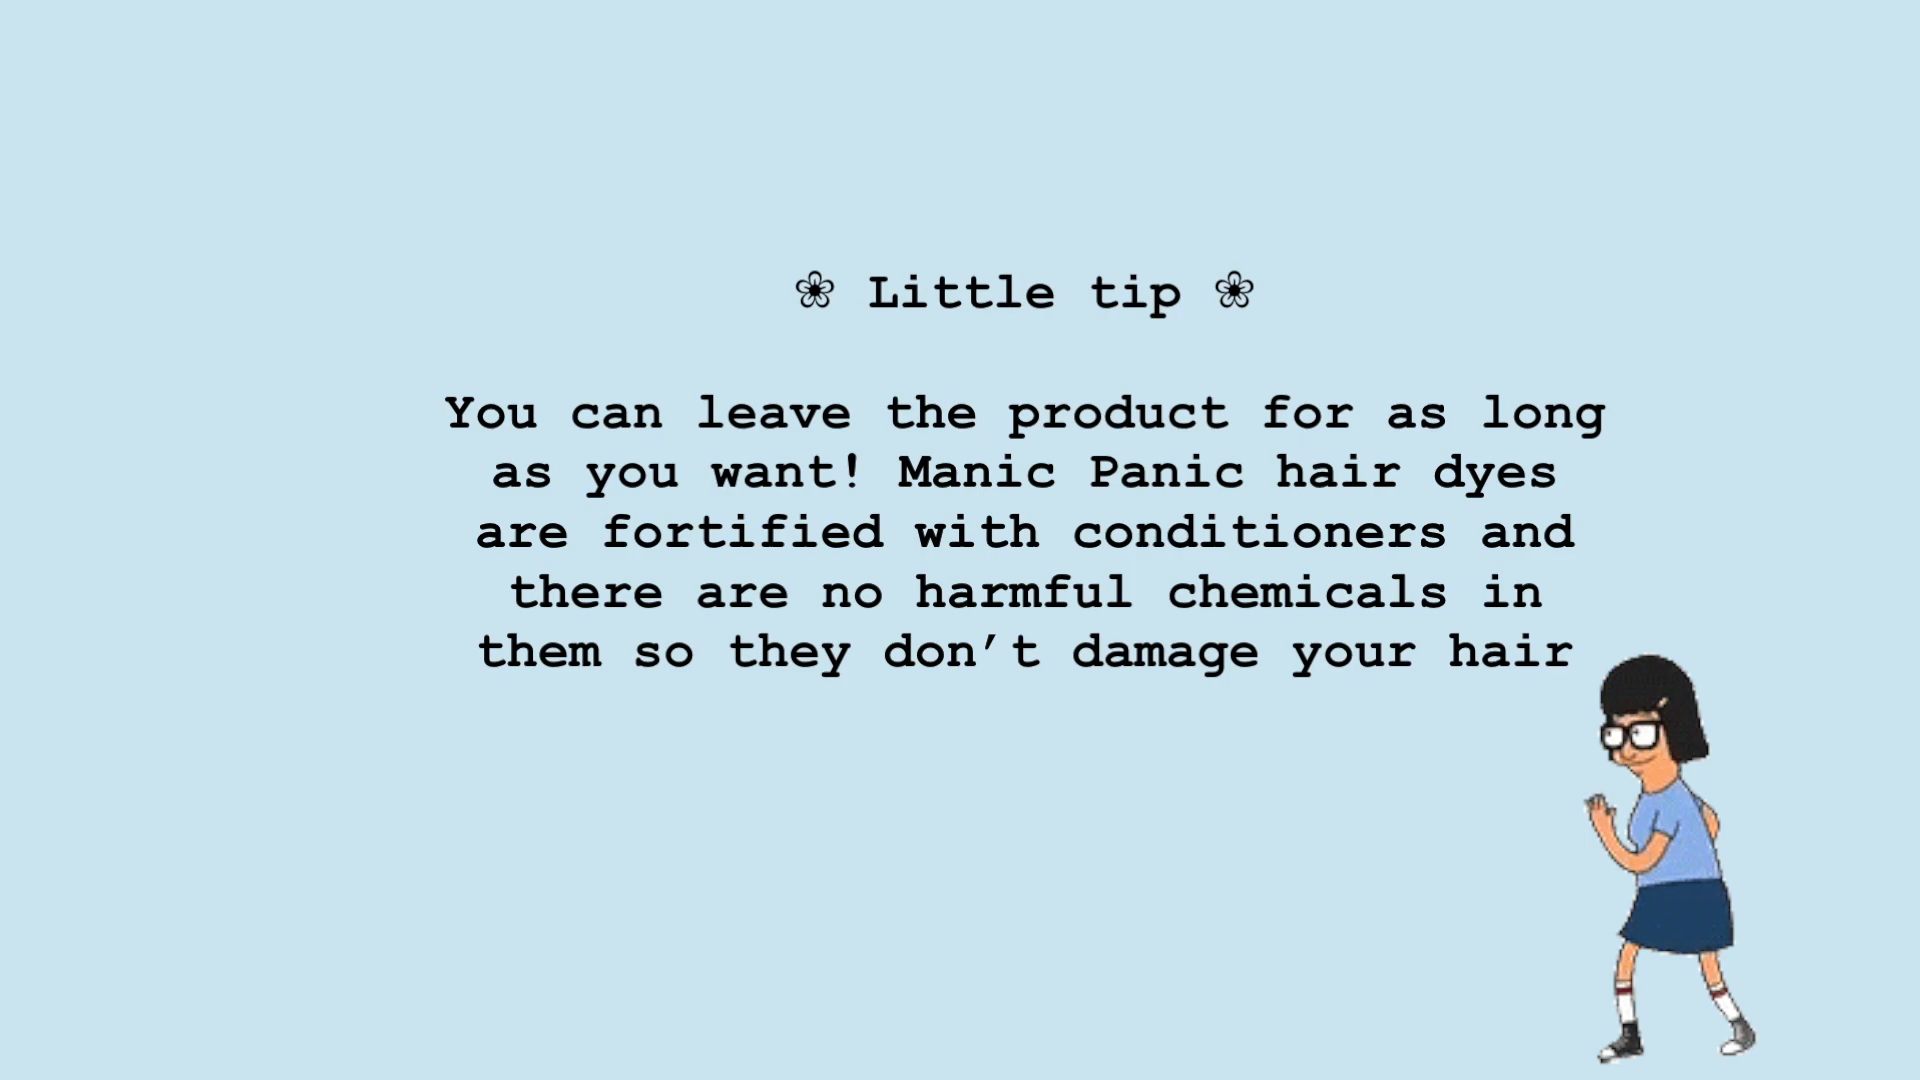 ❀ Little tip ❀
You can leave the product for as long
as you want! Manic Panic hair dyes
are fortified with conditioners and
there are no harmful chemicals in
them so they don’t damage your hair